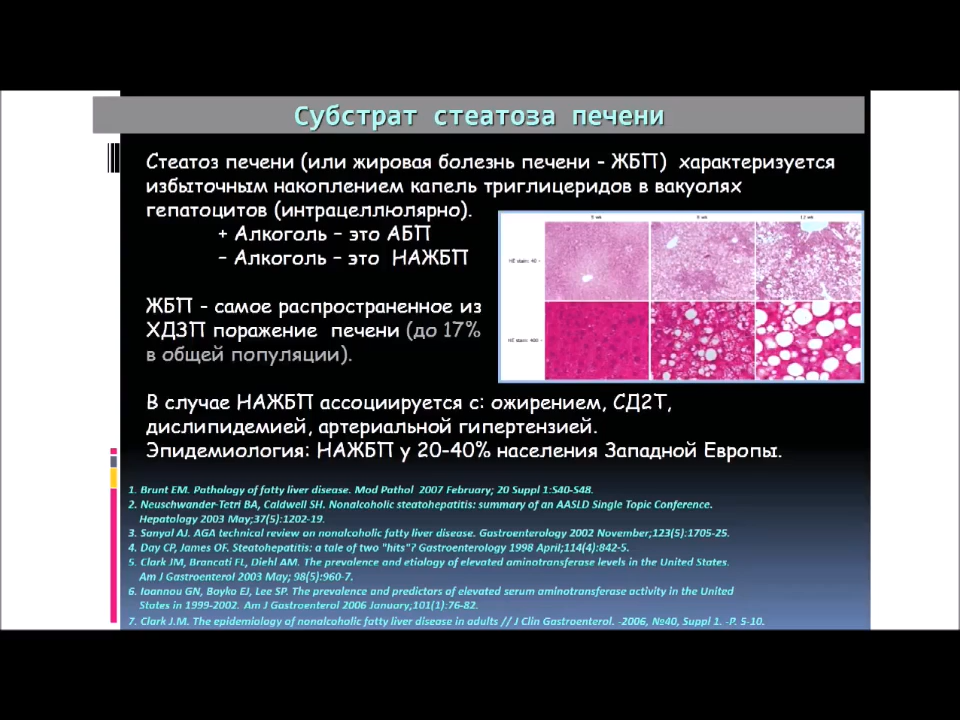 Субстрат стеатоза печени
Стеатоз печени (или жировая болезнь печени - ЖБП) характеризуется
избыточным накоплением капель триглицеридов в вакуолях
гепатоцитов (интрацеллюлярно).
+ Алкоголь – это АБП
– Алкоголь – это НАЖБП
9 wk
12 wk
HE stain: 40 ×
HE stain: 400 ×
ЖБП - самое распространенное из
ХДЗП поражение печени (до 17%
в общей популяции).
В случае НАЖБП ассоциируется с: ожирением, СД2Т,
дислипидемией, артериальной гипертензией.
Эпидемиология: НАЖБП у 20-40% населения Западной Европы.
1. Brunt EM. Pathology of fatty liver disease. Mod Pathol 2007 February; 20 Suppl 1:S40-S48.
2. Neuschwander-Tetri BA, Caldwell SH. Nonalcoholic steatohepatitis: summary of an AASLD Single Topic Conference.
Hepatology 2003 May;37(5):1202-19.
3. Sanyal AJ. AGA technical review on nonalcoholic fatty liver disease. Gastroenterology 2002 November;123(5):1705-25.
4. Day CP, James OF. Steatohepatitis: a tale of two "hits"? Gastroenterology 1998 April;114(4):842-5.
5. Clark JM, Brancati FL, Diehl AM. The prevalence and etiology of elevated aminotransferase levels in the United States.
Am J Gastroenterol 2003 May; 98(5):960-7.
6. Ioannou GN, Boyko EJ, Lee SP. The prevalence and predictors of elevated serum aminotransferase activity in the United
States in 1999-2002. Am J Gastroenterol 2006 January;101(1):76-82.
7. Clark J.M. The epidemiology of nonalcoholic fatty liver disease in adults // J Clin Gastroenterol. -2006, №40, Suppl 1. -P. 5-10.